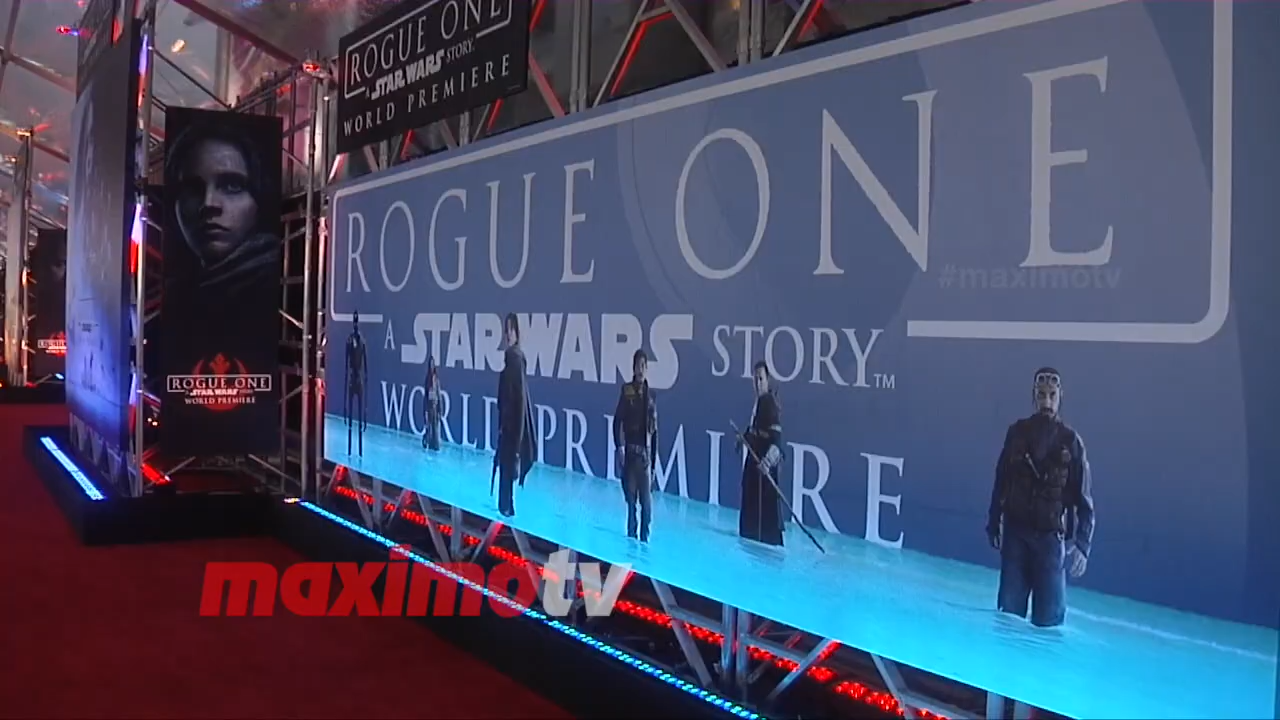 ROGUE ONE
A STAR WARS STORY
WORLD PREMIERE
ROGUE ONE
A STAR WARS STORY™
WORLD PREMIERE
#maximotv
ROGUE ONE
A STAR WARS STORY
WORLD PREMIERE
maximotv